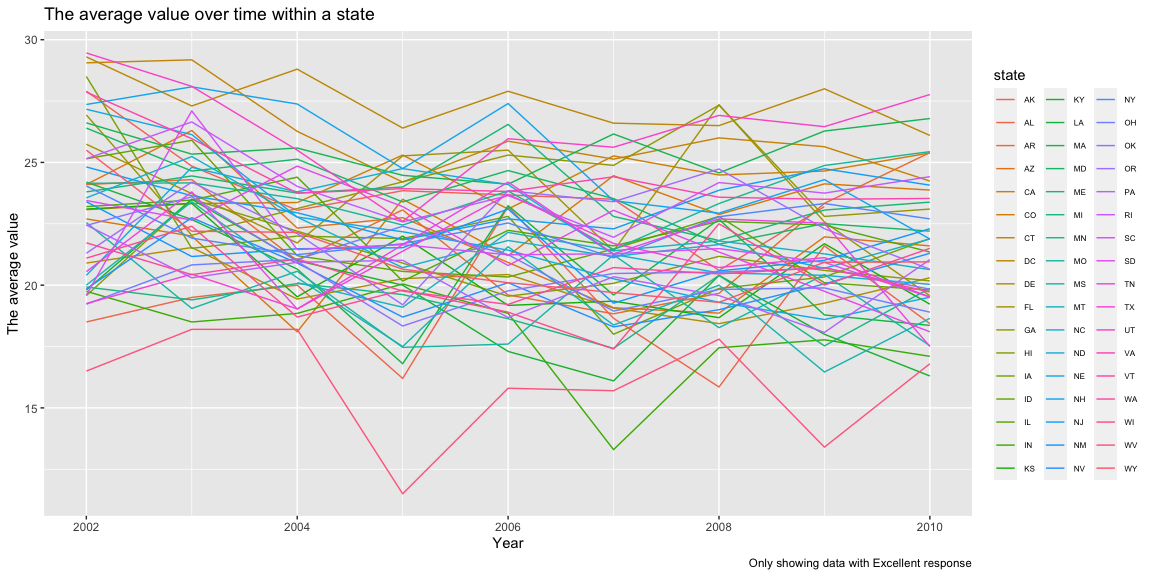 The average value over time within a state
The average value
30
25
20
15
2002
2004
2006
2008
2010
Year
Only showing data with Excellent response
state
AK KY NY
AL LA OH
AR MA OK
AZ MD OR
CA ME PA
CO MI RI
CT MN SC
DC MO SD
DE MS TN
FL MT TX
GA NC UT
HI ND VA
IA NE VT
ID NH WA
IL NJ WI
IN NM WV
KS NV WY